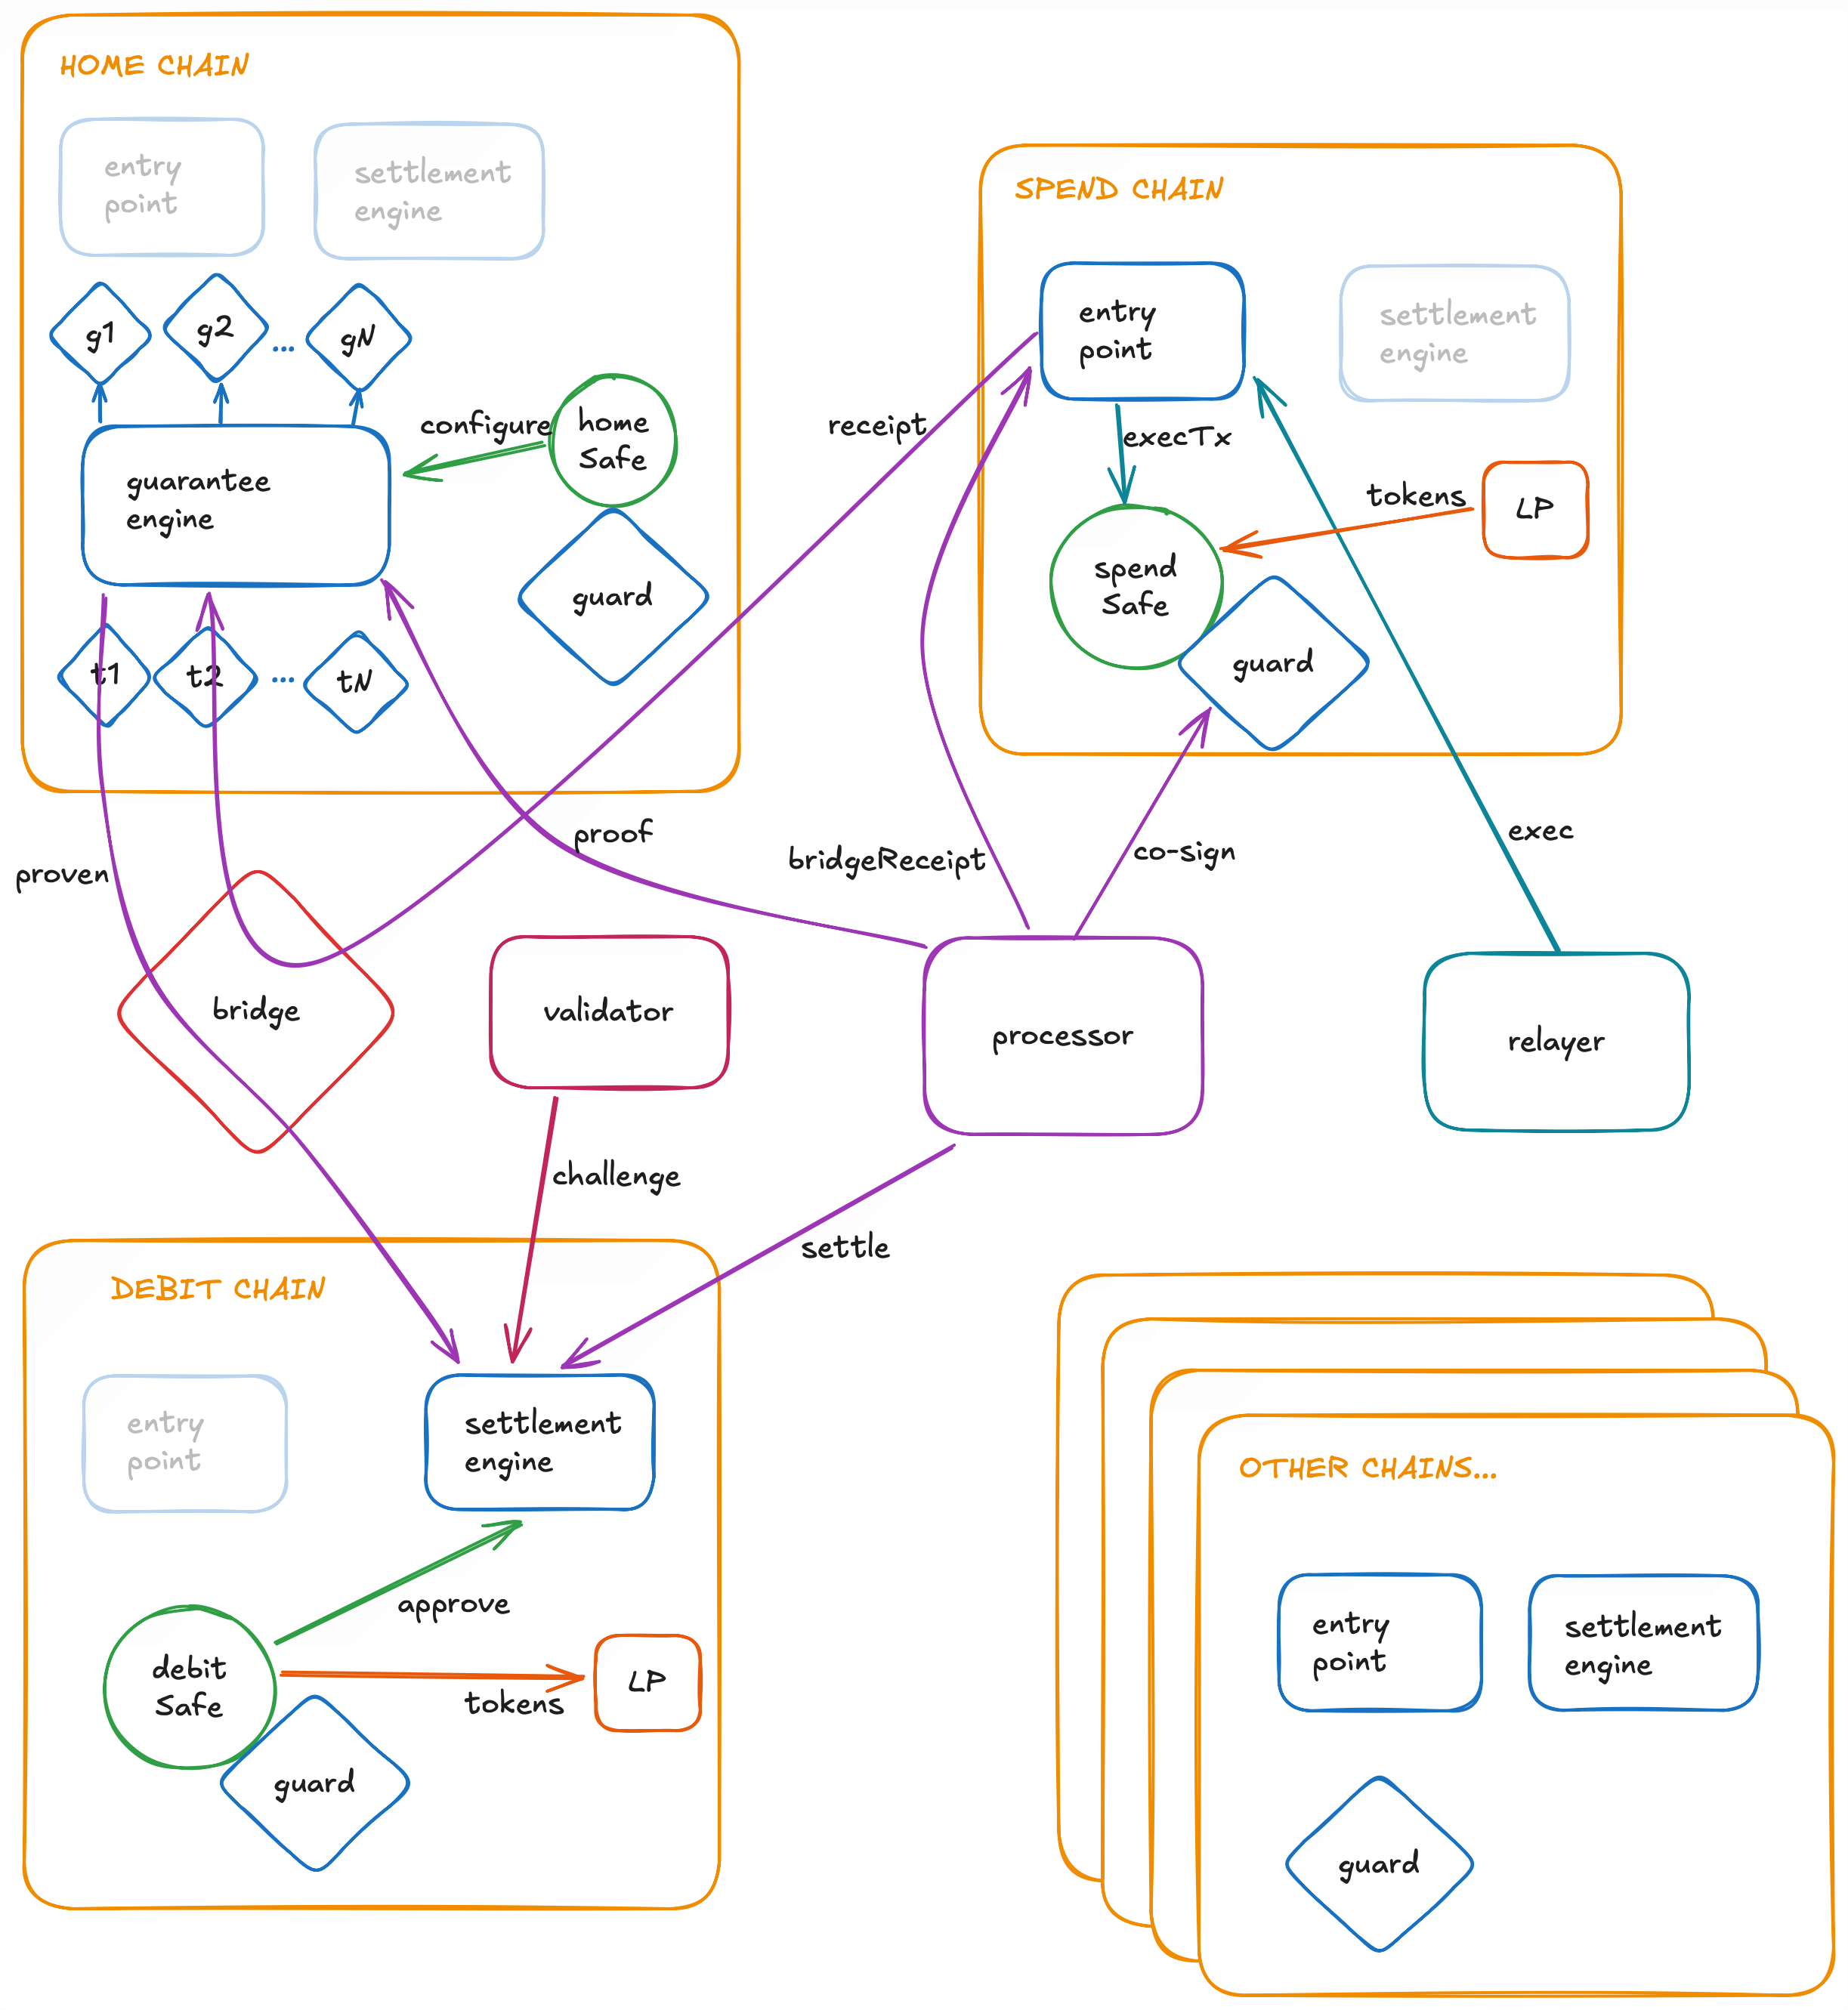 HOME CHAIN
entry
point
settlement
engine
g1
g2
...
gN
configure
home
Safe
guarantee
engine
guard
t1
t2
...
tN
SPEND CHAIN
entry
point
settlement
engine
receipt
execTx
tokens
LP
spend
Safe
guard
proof
bridgeReceipt
co-sign
exec
proven
bridge
validator
processor
relayer
challenge
settle
DEBIT CHAIN
entry
point
settlement
engine
approve
debit
Safe
tokens
LP
guard
OTHER CHAINS...
entry
point
settlement
engine
guard